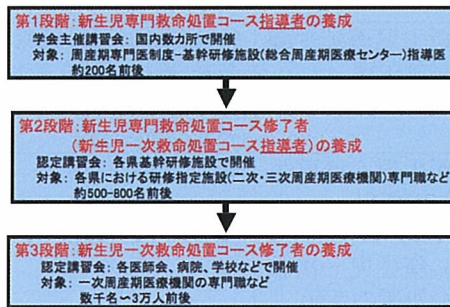 第1段階：新生児専門救命処置コース指導者の養成
学会主催講習会：国内数カ所で開催
対象：周産期専門医制度－基幹研修施設(総合周産期医療センター)指導医
約200名前後
第2段階：新生児専門救命処置コース修了者
(新生児一次救命処置コース指導者)の養成
認定講習会：各県基幹研修施設で開催
対象：各県における研修指定施設(二次・三次周産期医療機関)専門職など
約500-800名前後
第3段階：新生児一次救命処置コース修了者の養成
認定講習会：各医師会、病院、学校などで開催
対象：一次周産期医療機関の専門職など
数千名～3万人前後